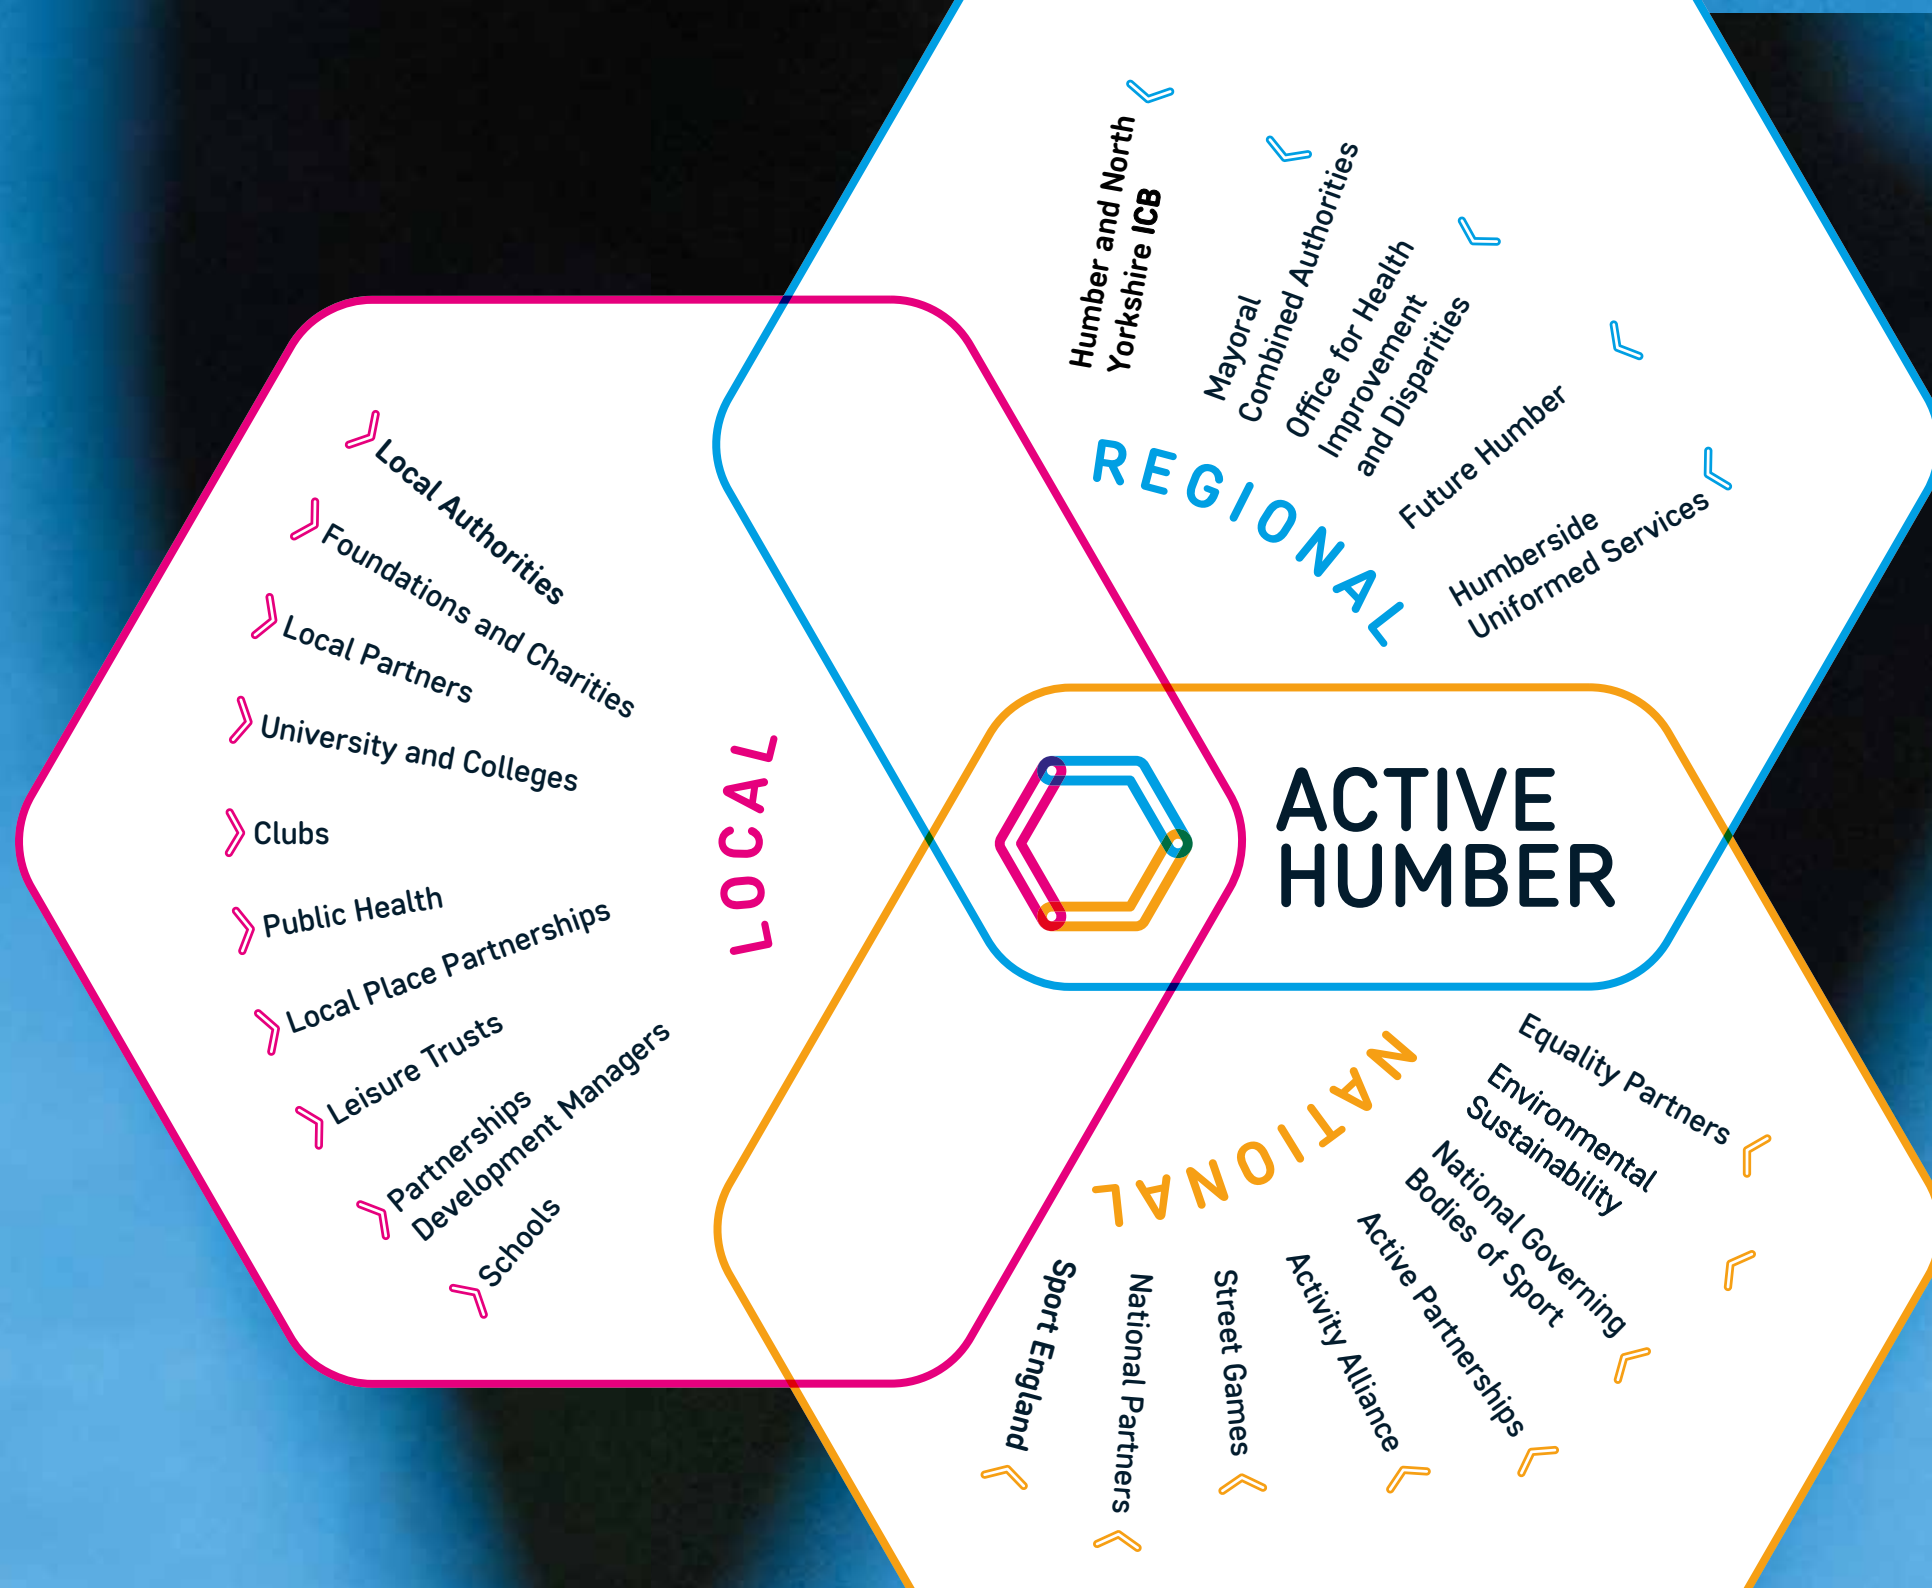 Local Authorities
Foundations and Charities
Local Partners
University and Colleges
Clubs
Public Health
Local Place Partnerships
Leisure Trusts
Partnerships
Development Managers
Schools
LOCAL
Humber and North
Yorkshire ICB
Mayoral
Combined Authorities
Office for Health
Improvement
and Disparities
Future Humber
Humberside
Uniformed Services
REGIONAL
ACTIVE
HUMBER
NATIONAL
Equality Partners
Environmental
Sustainability
National Governing
Bodies of Sport
Active Partnerships
Activity Alliance
Street Games
National Partners
Sport England